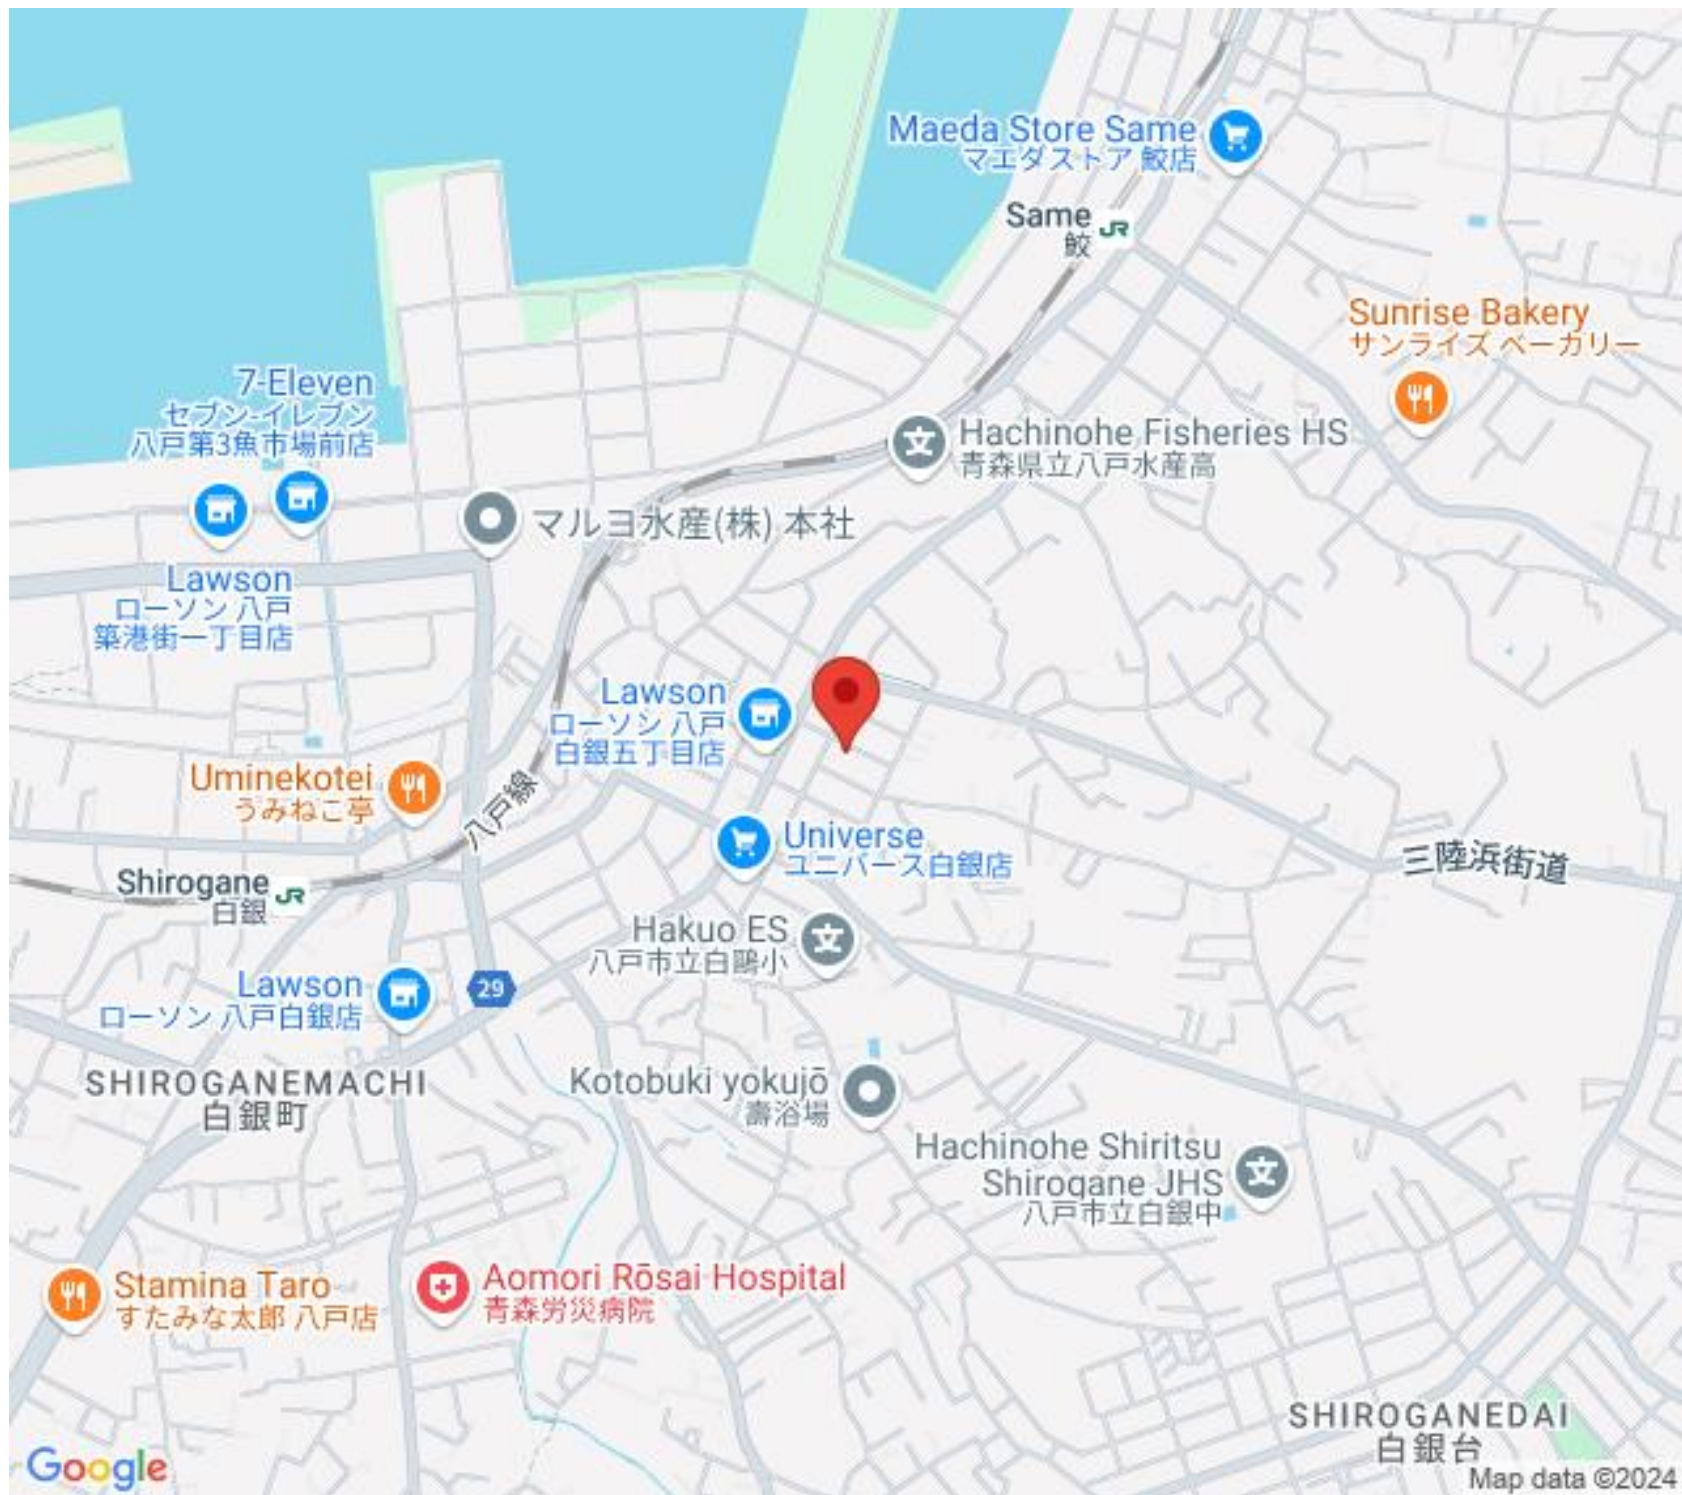 Maeda Store Same
マエダストア 鮫店
Same
鮫
Sunrise Bakery
サンライズ ベーカリー
7-Eleven
セブン-イレブン
八戸第3魚市場前店
Hachinohe Fisheries HS
青森県立八戸水産高
マルヨ水産(株) 本社
Lawson
ローソン 八戸
築港街一丁目店
Lawson
ローソン 八戸
白銀五丁目店
Uminekotei
うみねこ亭
八戸線
Universe
ユニバース白銀店
三陸浜街道
Shirogane
白銀
Hakuo ES
八戸市立白鷗小
Lawson
ローソン 八戸白銀店
29
SHIROGANEMACHI
白銀町
Kotobuki yokujō
壽浴場
Hachinohe Shiritsu
Shirogane JHS
八戸市立白銀中
Stamina Taro
すたみな太郎 八戸店
Aomori Rōsai Hospital
青森労災病院
SHIROGANEDAI
白銀台
Google
Map data ©2024